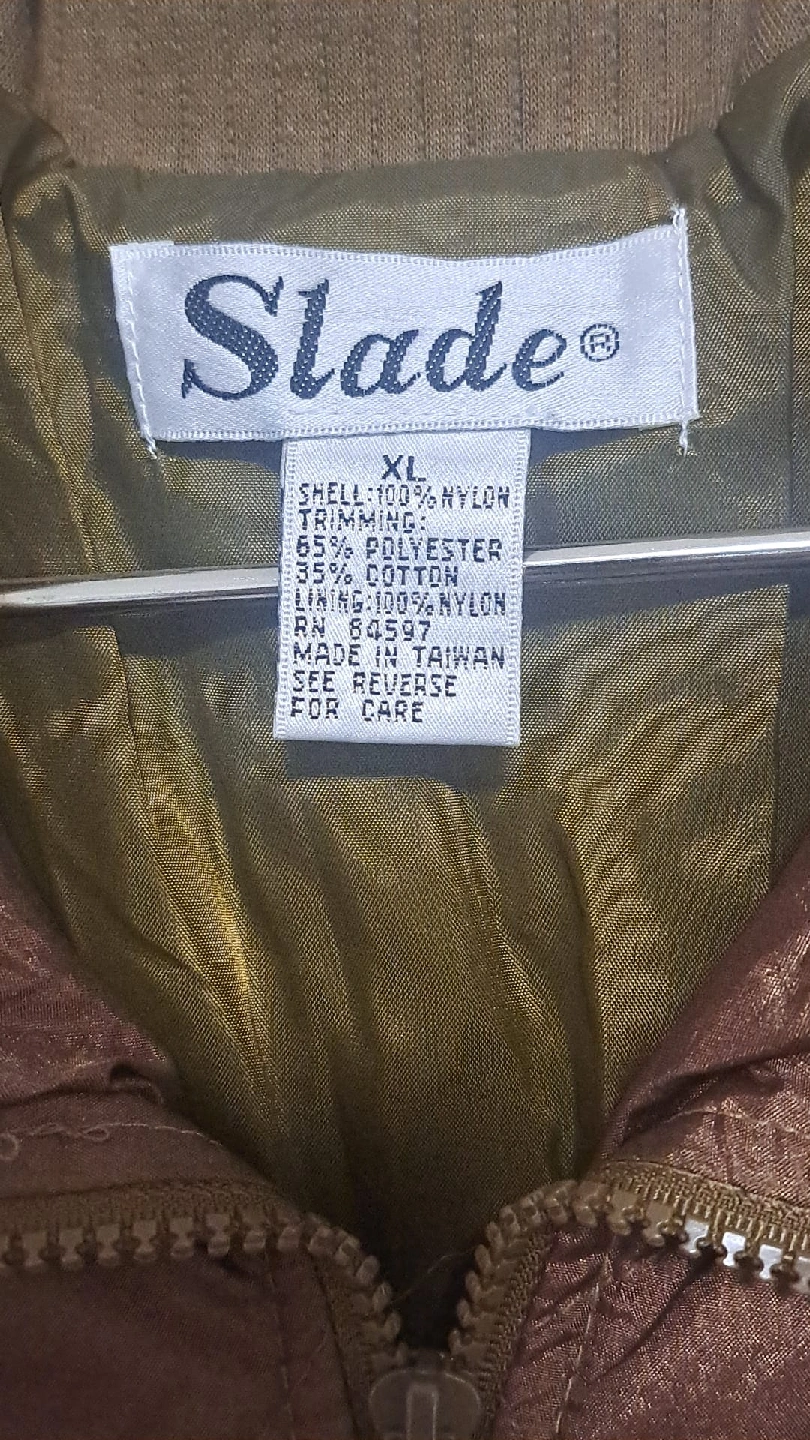 Slade®
XL
SHELL:100%NYLON
TRIMMING:
65% POLYESTER
35% COTTON
LINING:100%NYLON
RN 64597
MADE IN TAIWAN
SEE REVERSE
FOR CARE